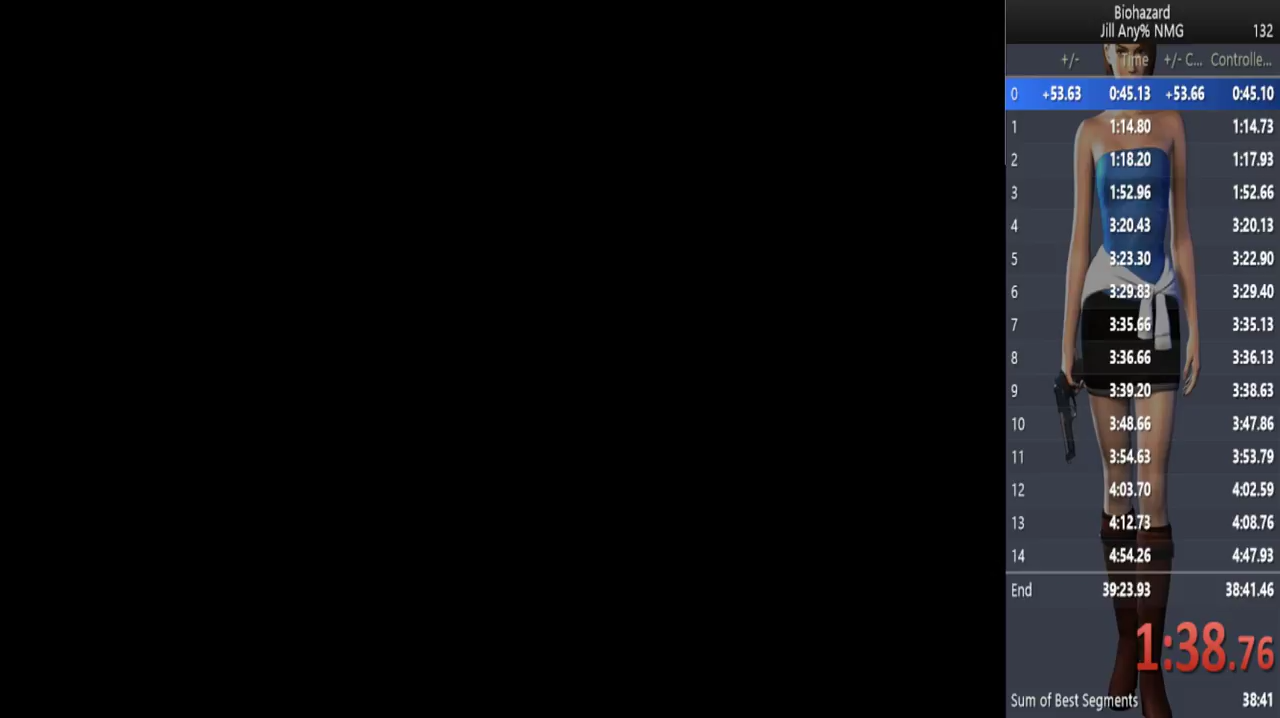 Biohazard
Jill Any% NMG 132
+/- Time +/- C... Controlle...
0 +53.63 0:45.13 +53.66 0:45.10
1 1:14.80 1:14.73
2 1:18.20 1:17.93
3 1:52.96 1:52.66
4 3:20.43 3:20.13
5 3:23.30 3:22.90
6 3:29.83 3:29.40
7 3:35.66 3:35.13
8 3:36.66 3:36.13
9 3:39.20 3:38.63
10 3:48.66 3:47.86
11 3:54.63 3:53.79
12 4:03.70 4:02.59
13 4:12.73 4:08.76
14 4:54.26 4:47.93
End 39:23.93 38:41.46
1:38.76
Sum of Best Segments 38:41